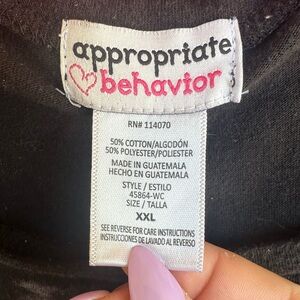 appropriate
behavior
RN# 114070
50% COTTON/ALGODÓN
50% POLYESTER/POLIESTER
MADE IN GUATEMALA
HECHO EN GUATEMALA
STYLE / ESTILO
45864-WC
SIZE / TALLA
XXL
SEE REVERSE FOR CARE INSTRUCTIONS
INSTRUCCIONES DE LAVADO AL REVERSO